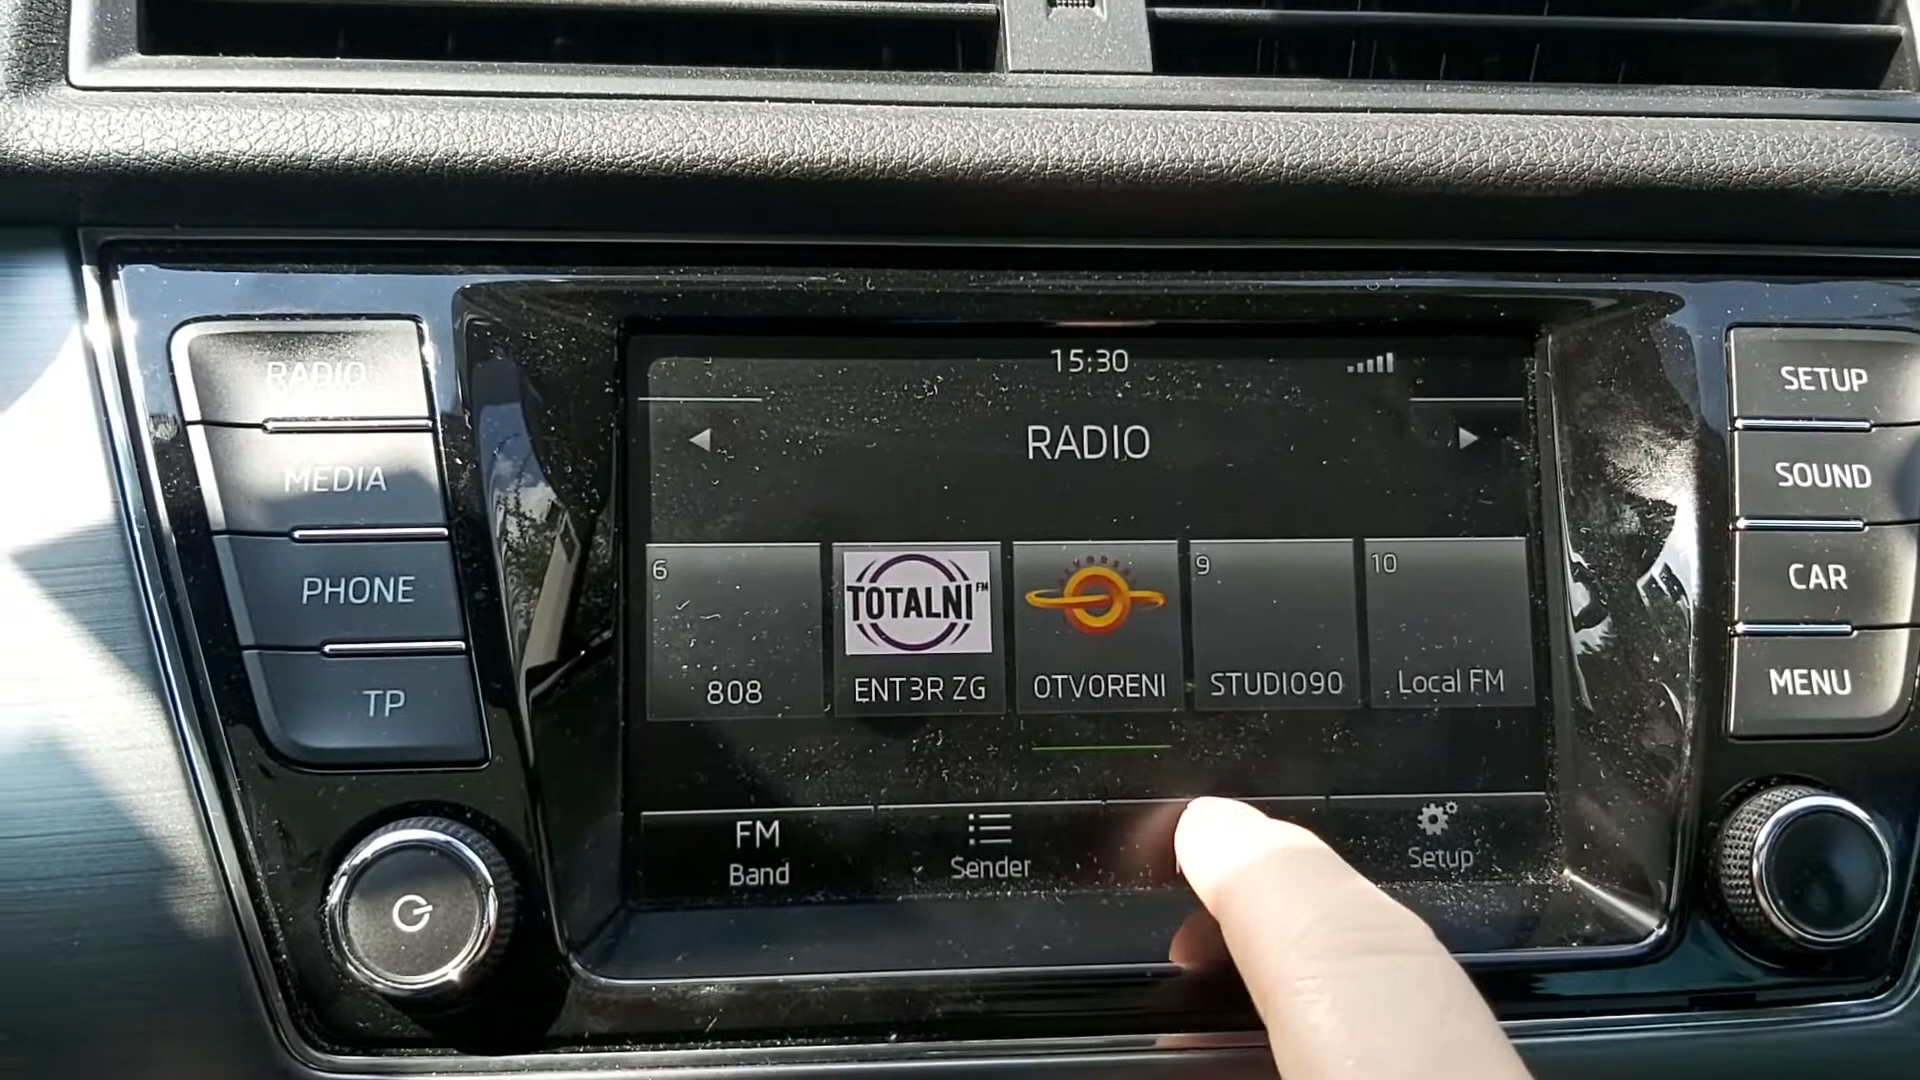 15:30
RADIO
RADIO
MEDIA
PHONE
TP
SETUP
SOUND
CAR
MENU
6
808
TOTALNI FM
ENT3R ZG
OTVORENI
9
STUDIO90
10
Local FM
FM
Band
Sender
Setup